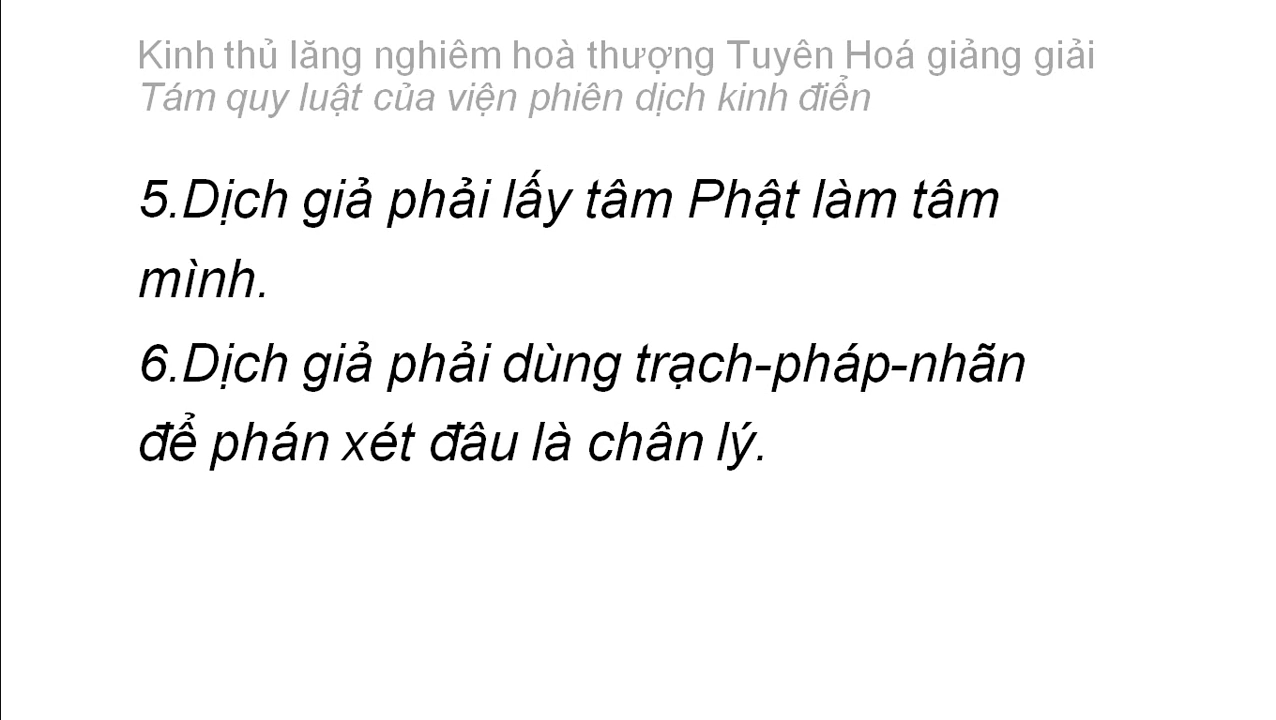 Kinh thủ lăng nghiêm hoà thượng Tuyên Hoá giảng giải
Tám quy luật của viện phiên dịch kinh điển
5.Dịch giả phải lấy tâm Phật làm tâm
mình.
6.Dịch giả phải dùng trạch-pháp-nhãn
để phán xét đâu là chân lý.